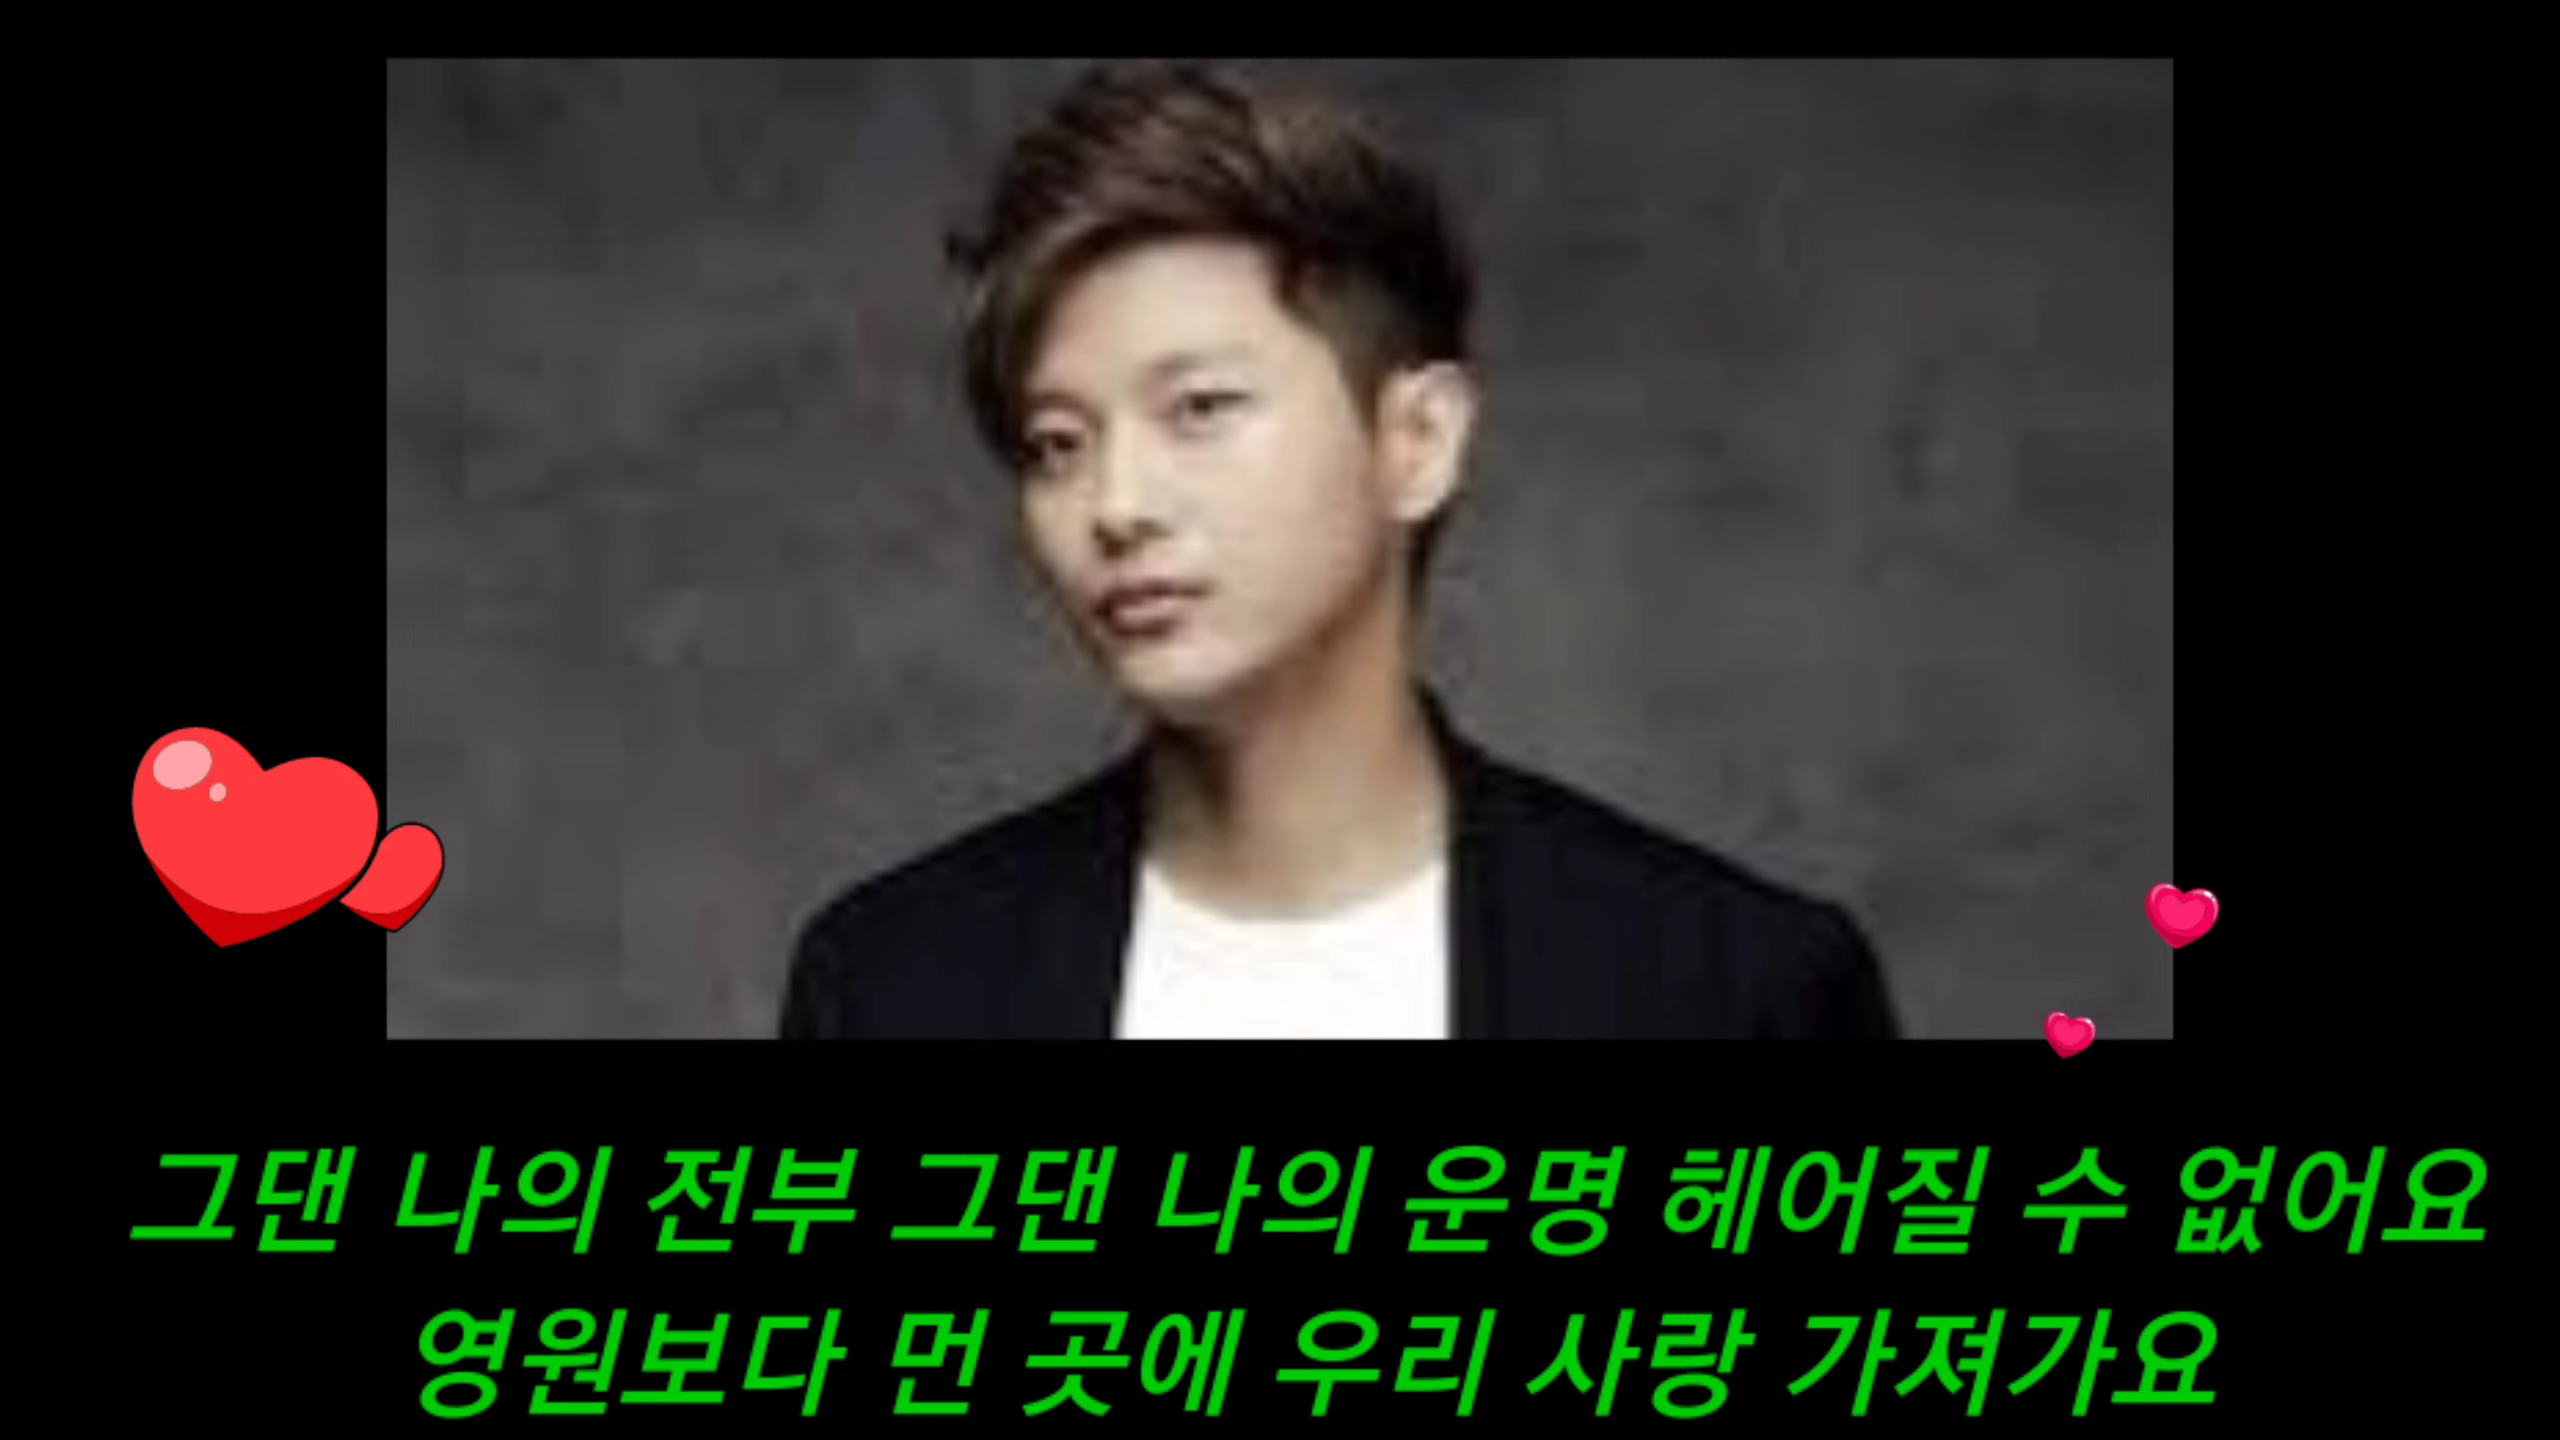 그댄 나의 전부 그댄 나의 운명 헤어질 수 없어요
영원보다 먼 곳에 우리 사랑 가져가요